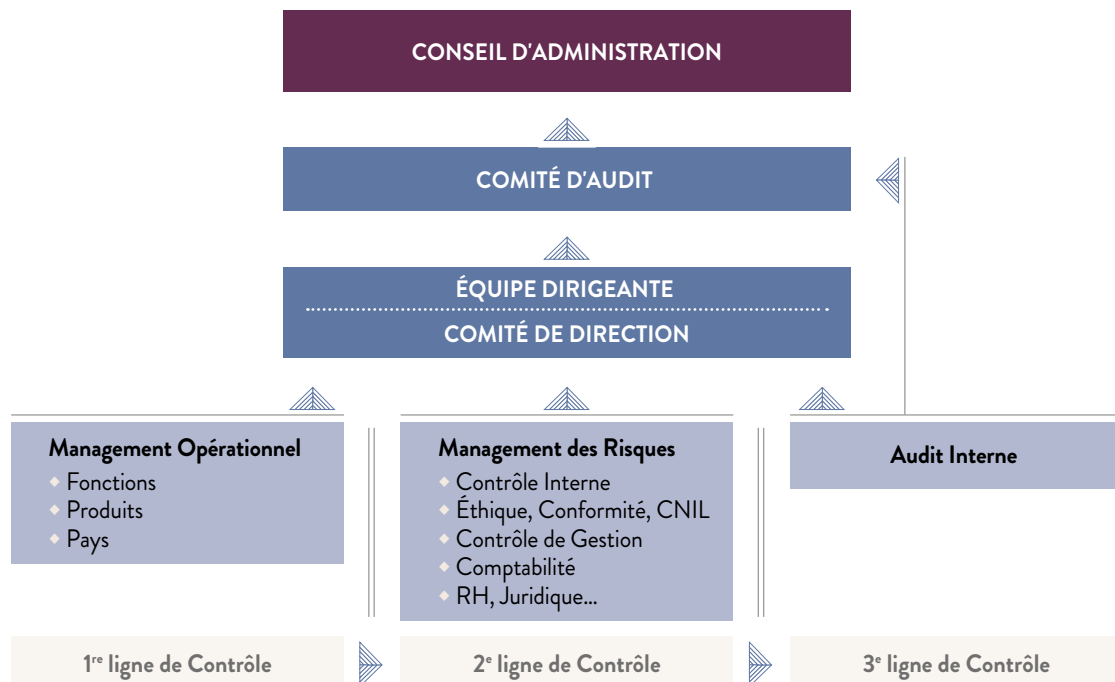 CONSEIL D'ADMINISTRATION
COMITÉ D'AUDIT
ÉQUIPE DIRIGEANTE
COMITÉ DE DIRECTION
Management Opérationnel
Fonctions
Produits
Pays
Management des Risques
Contrôle Interne
Éthique, Conformité, CNIL
Contrôle de Gestion
Comptabilité
RH, Juridique…
Audit Interne
1re ligne de Contrôle
2e ligne de Contrôle
3e ligne de Contrôle